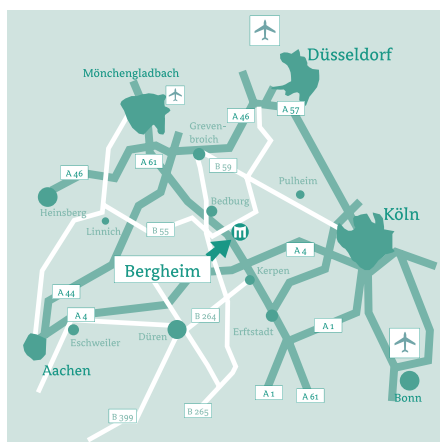 Düsseldorf
Mönchengladbach
A 57
A 46
Greven-
broich
A 61
B 59
A 46
Pulheim
Bedburg
Heinsberg
Köln
Linnich
B 55
A 4
Bergheim
Kerpen
A 44
A 4
B 264
A 1
Eschweiler
Düren
Erftstadt
Aachen
A 1
A 61
Bonn
B 399
B 265